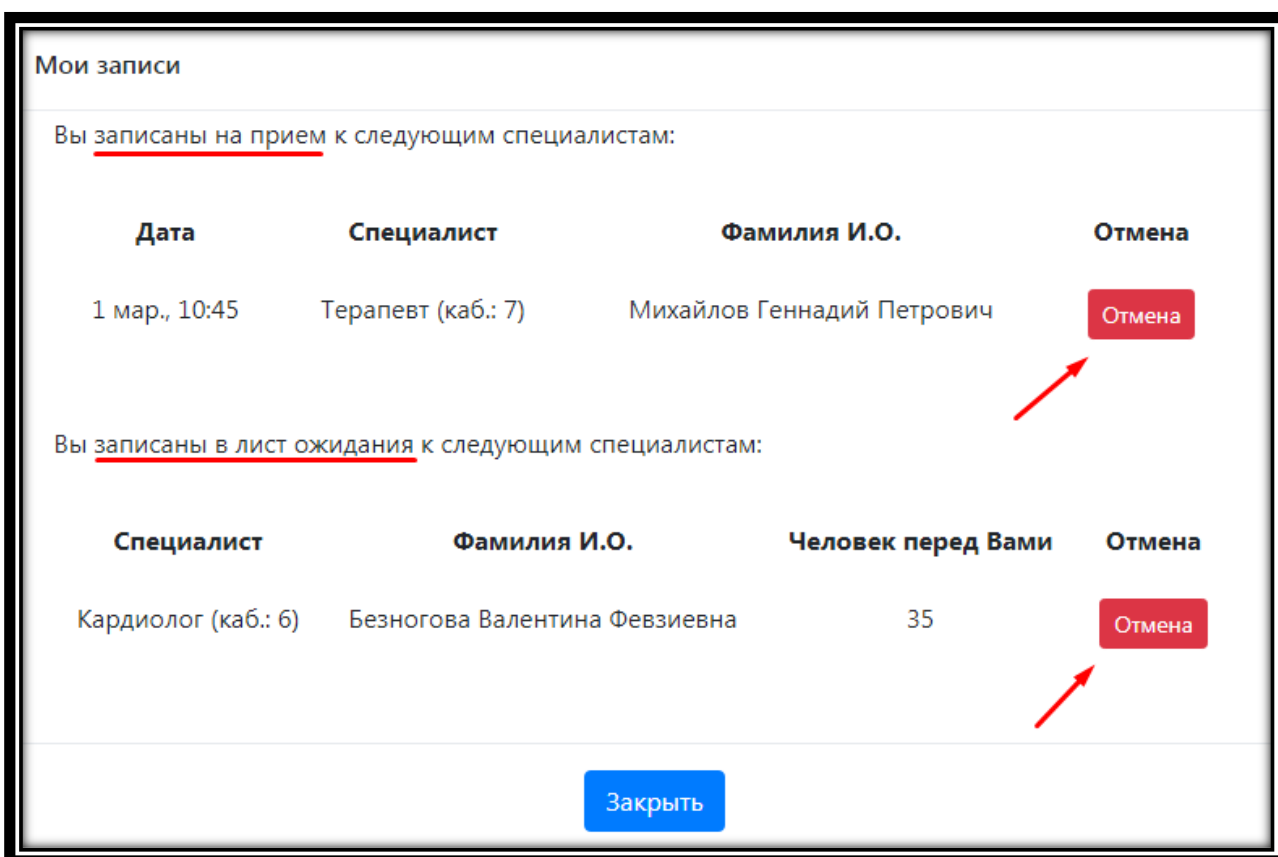 Мои записи
Вы записаны на прием к следующим специалистам:
Дата Специалист Фамилия И.О. Отмена
1 мар., 10:45 Терапевт (каб.: 7) Михайлов Геннадий Петрович Отмена
Вы записаны в лист ожидания к следующим специалистам:
Специалист Фамилия И.О. Человек перед Вами Отмена
Кардиолог (каб.: 6) Безногова Валентина Февзиевна 35 Отмена
Закрыть